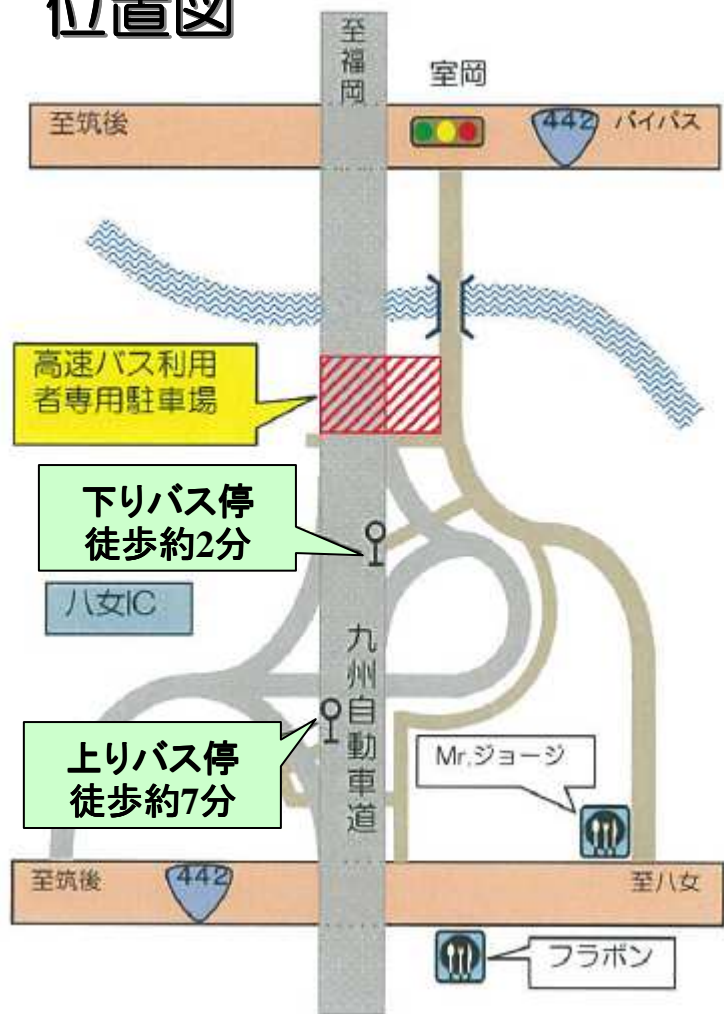 位置図
至福岡
室岡
至筑後
442 バイパス
高速バス利用
者専用駐車場
下りバス停
徒歩約2分
八女IC
九州自動車道
上りバス停
徒歩約7分
Mr.ジョージ
至筑後
442
至八女
フラボン